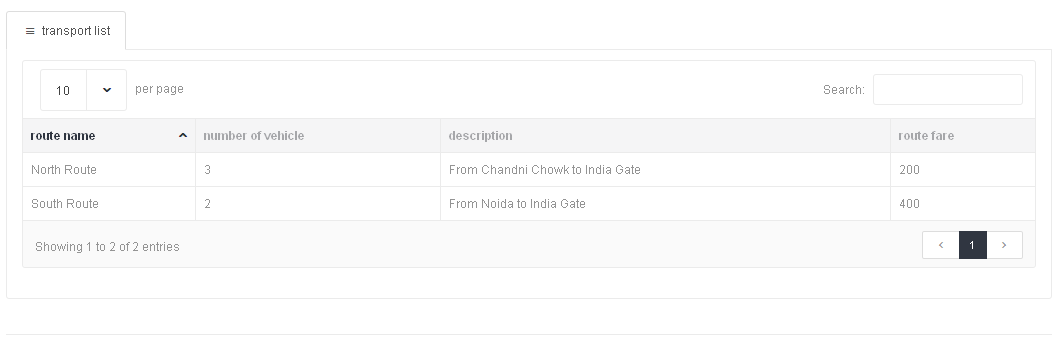 transport list
10 per page Search:
route name number of vehicle description route fare
North Route 3 From Chandni Chowk to India Gate 200
South Route 2 From Noida to India Gate 400
Showing 1 to 2 of 2 entries 1